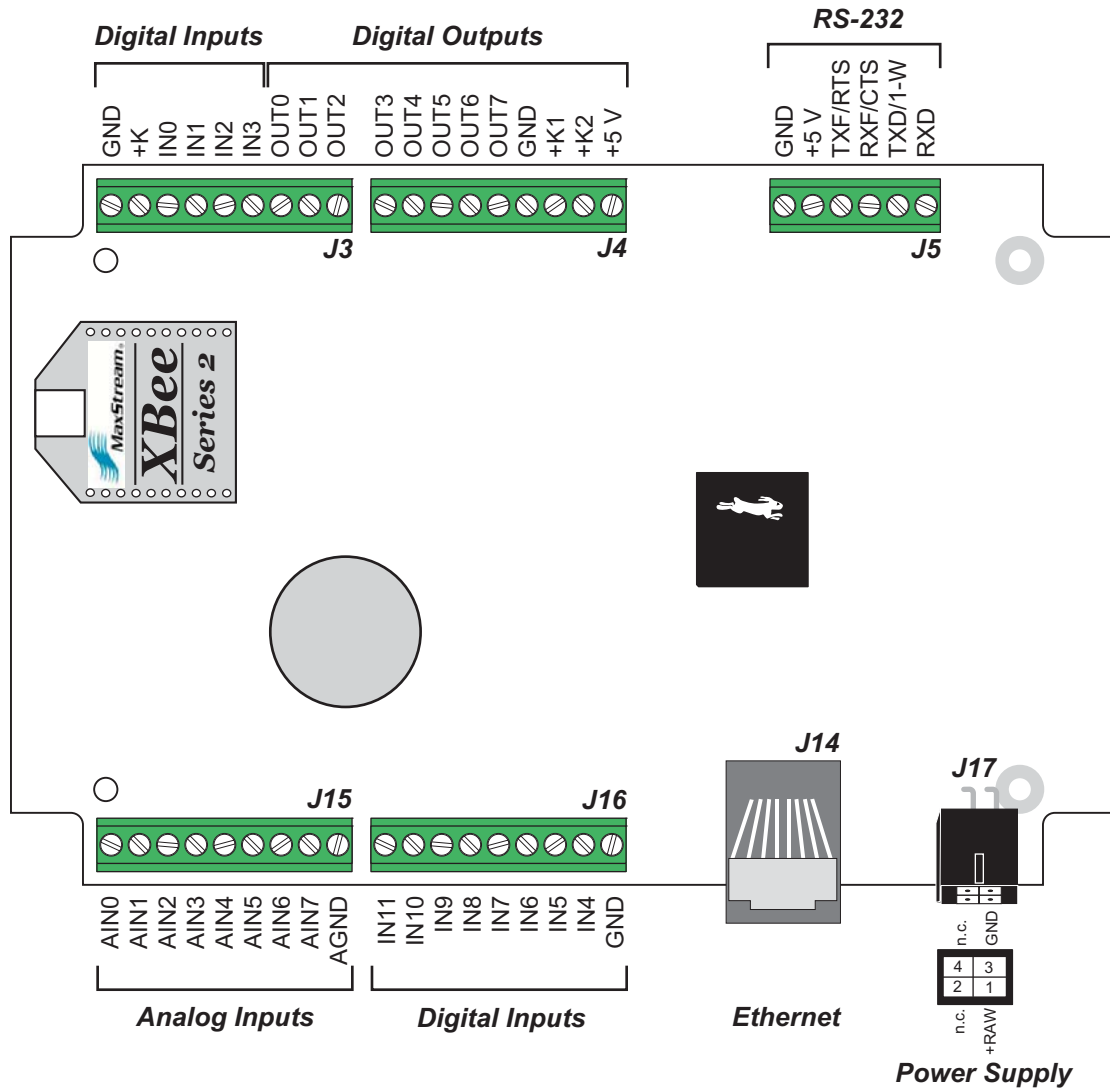 Digital Inputs
Digital Outputs
RS-232
GND
+K
IN0
IN1
IN2
IN3
OUT0
OUT1
OUT2
OUT3
OUT4
OUT5
OUT6
OUT7
GND
+K1
+K2
+5 V
GND
+5 V
TXF/RTS
RXF/CTS
TXD/1-W
RXD
J3
J4
J5
MaxStream
XBee
Series 2
J14
J17
J15
J16
AIN0
AIN1
AIN2
AIN3
AIN4
AIN5
AIN6
AIN7
AGND
IN11
IN10
IN9
IN8
IN7
IN6
IN5
IN4
GND
n.c.
GND
4 3
2 1
n.c.
+RAW
Analog Inputs
Digital Inputs
Ethernet
Power Supply